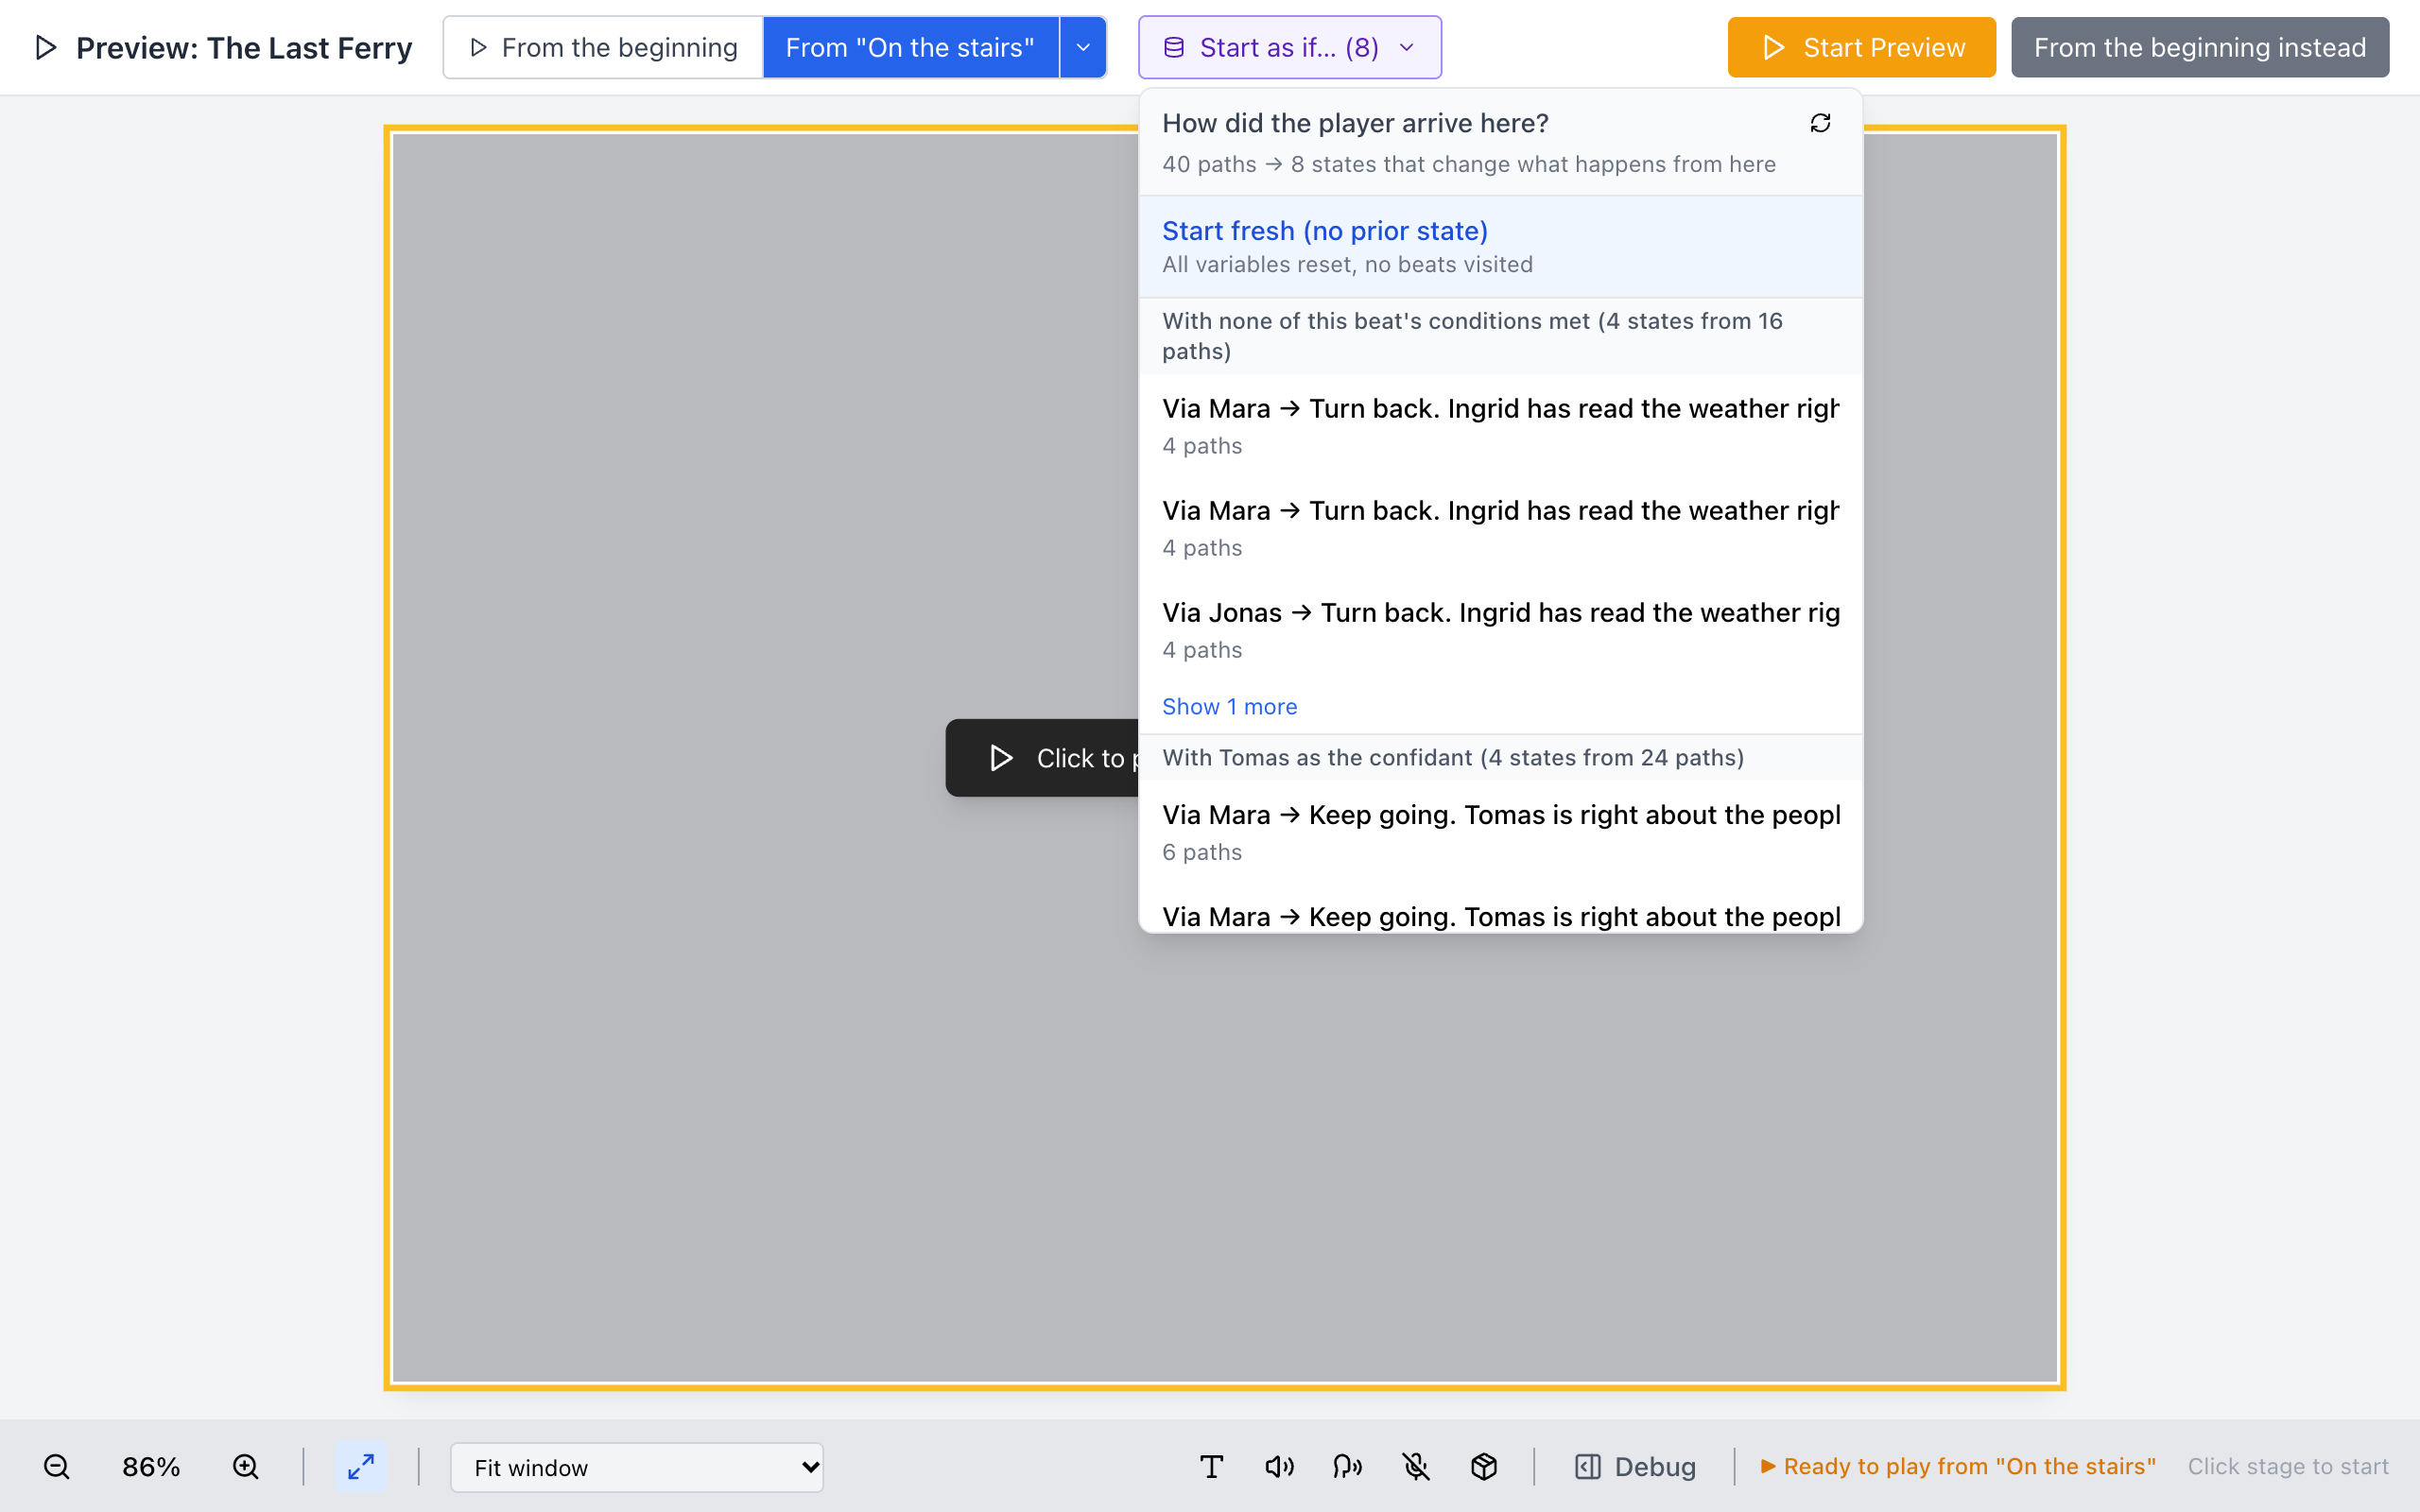 Preview: The Last Ferry
From the beginning
From "On the stairs"
Start as if... (8)
Start Preview
From the beginning instead
How did the player arrive here?
40 paths → 8 states that change what happens from here
Start fresh (no prior state)
All variables reset, no beats visited
With none of this beat's conditions met (4 states from 16
paths)
Via Mara → Turn back. Ingrid has read the weather
4 paths
Via Mara → Turn back. Ingrid has read the weather
4 paths
Via Jonas → Turn back. Ingrid has read the weather
4 paths
Show 1 more
Click to
With Tomas as the confidant (4 states from 24 paths)
Via Mara → Keep going. Tomas is right about the
6 paths
Via Mara → Keep going. Tomas is right about the
86%
Fit window
Debug
Ready to play from "On the stairs"
Click stage to start